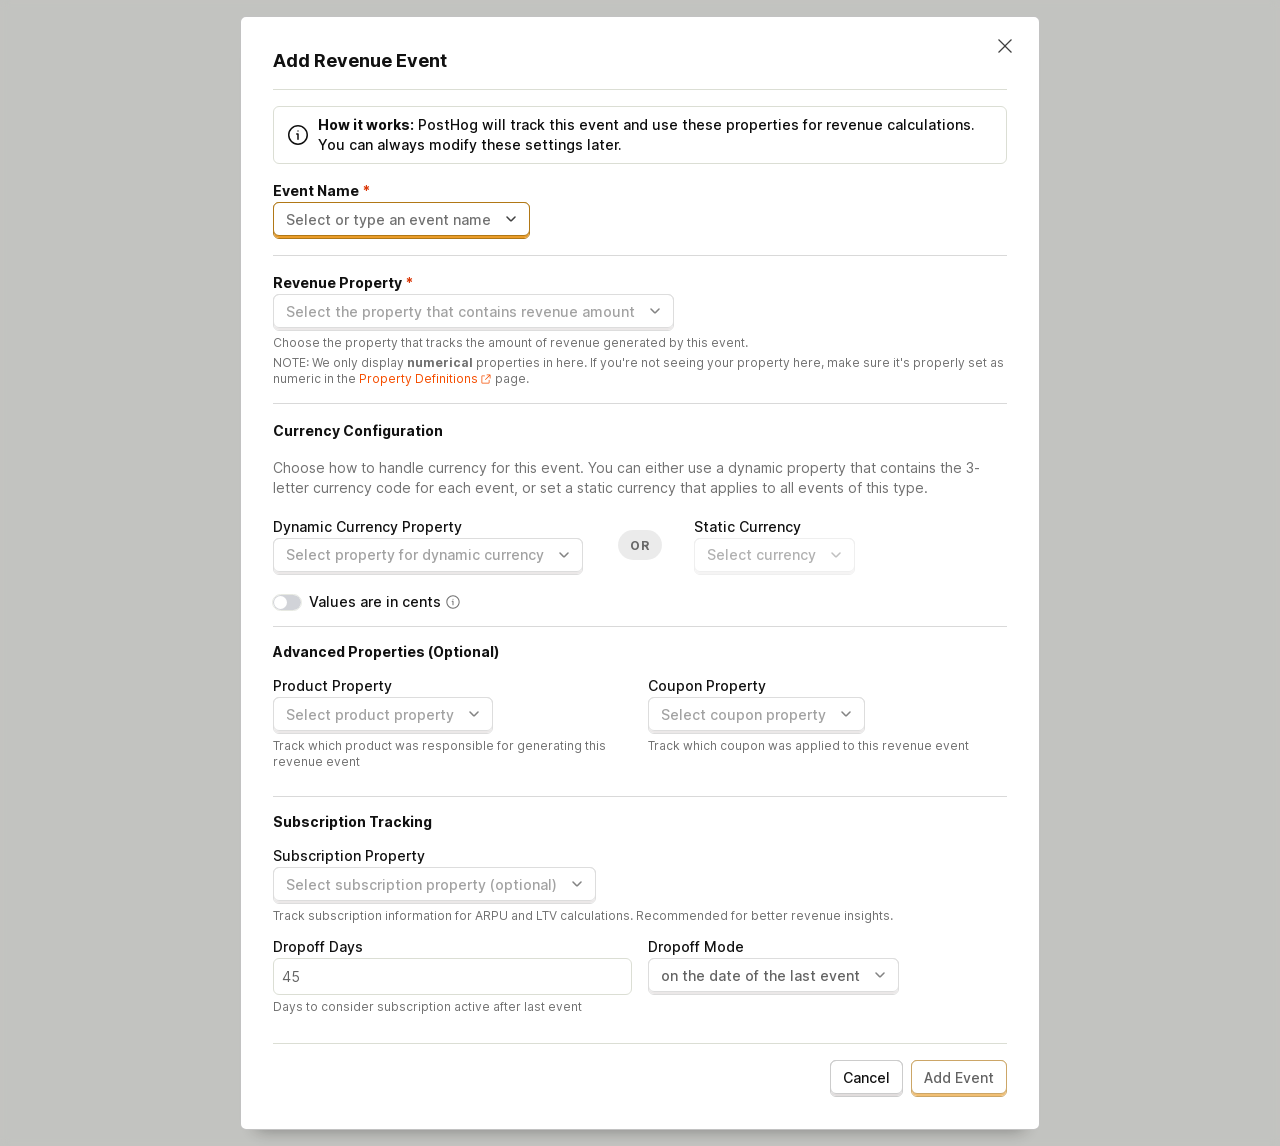 Add Revenue Event
How it works: PostHog will track this event and use these properties for revenue calculations.
You can always modify these settings later.
Event Name *
Select or type an event name
Revenue Property *
Select the property that contains revenue amount
Choose the property that tracks the amount of revenue generated by this event.
NOTE: We only display numerical properties in here. If you're not seeing your property here, make sure it's properly set as
numeric in the Property Definitions page.
Currency Configuration
Choose how to handle currency for this event. You can either use a dynamic property that contains the 3-
letter currency code for each event, or set a static currency that applies to all events of this type.
Dynamic Currency Property
Select property for dynamic currency
OR
Static Currency
Select currency
Values are in cents
Advanced Properties (Optional)
Product Property
Select product property
Track which product was responsible for generating this
revenue event
Coupon Property
Select coupon property
Track which coupon was applied to this revenue event
Subscription Tracking
Subscription Property
Select subscription property (optional)
Track subscription information for ARPU and LTV calculations. Recommended for better revenue insights.
Dropoff Days
45
Days to consider subscription active after last event
Dropoff Mode
on the date of the last event
Cancel
Add Event